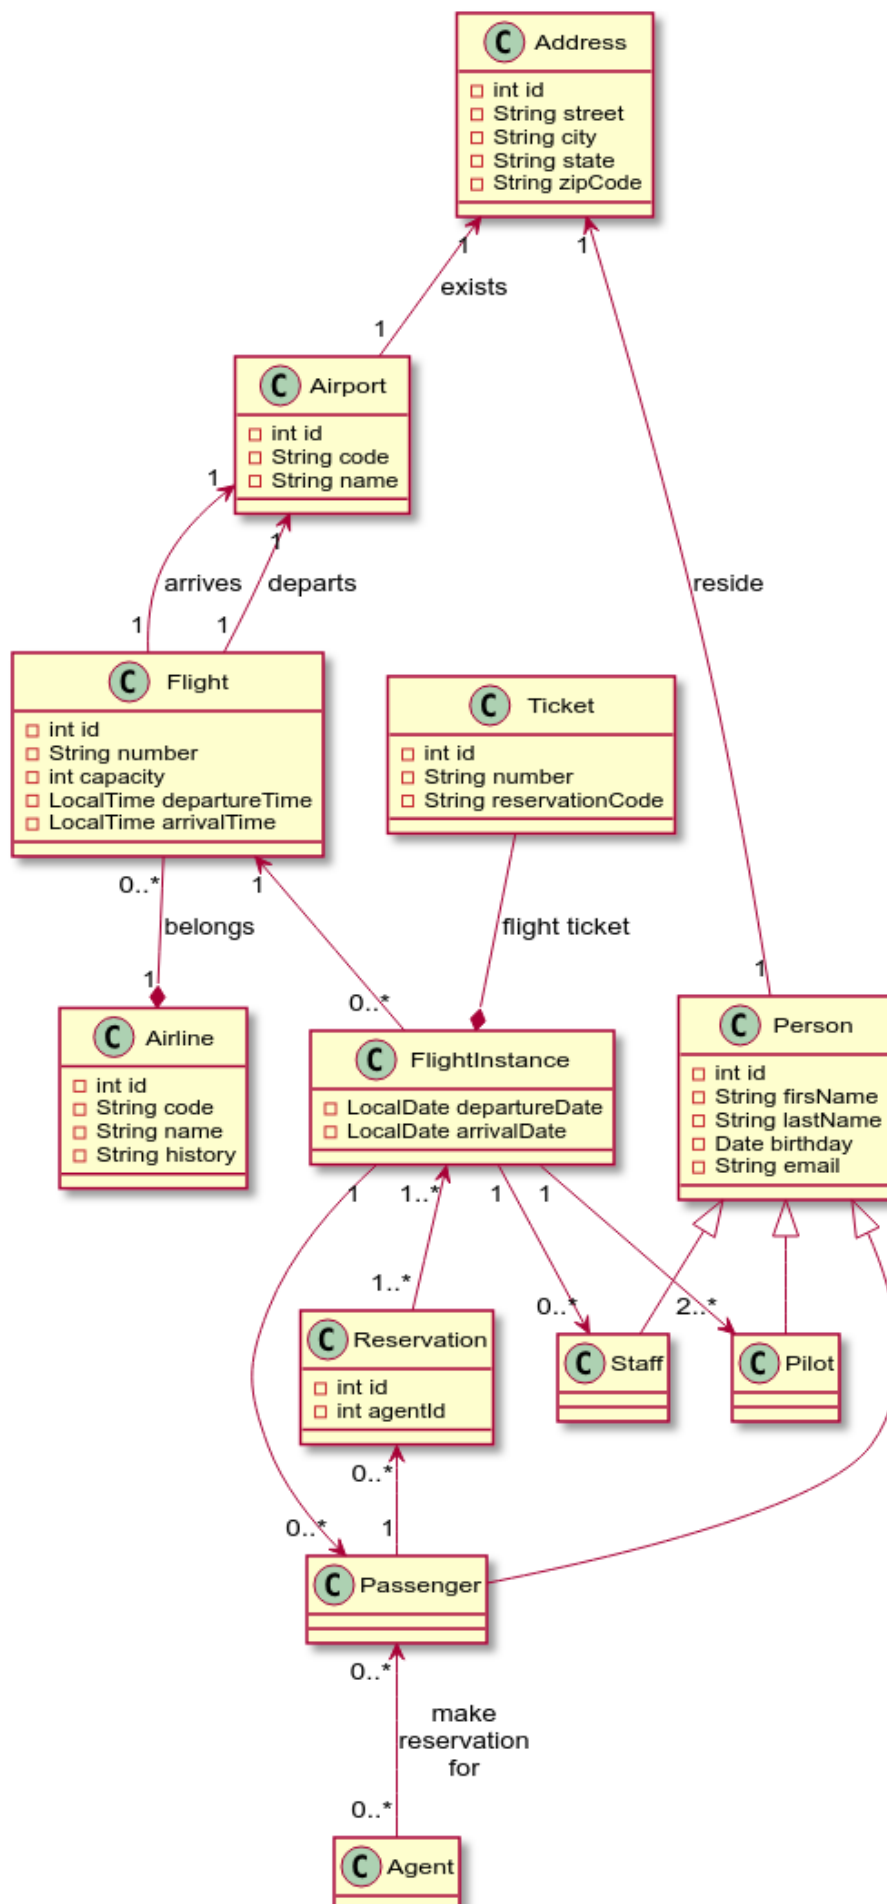 C Address
int id
String street
String city
String state
String zipCode
1
1
exists
reside
1
C Airport
int id
String code
String name
1
1
arrives
departs
1
1
C Flight
int id
String number
int capacity
LocalTime departureTime
LocalTime arrivalTime
C Ticket
int id
String number
String reservationCode
0..*
1
belongs
flight ticket
1
0..*
1
C Airline
int id
String code
String name
String history
C FlightInstance
LocalDate departureDate
LocalDate arrivalDate
C Person
int id
String firsName
String lastName
Date birthday
String email
1
1..*
1
1
1..*
0..*
2..*
C Reservation
int id
int agentId
C Staff
C Pilot
0..*
0..*
1
C Passenger
0..*
make
reservation
for
0..*
C Agent